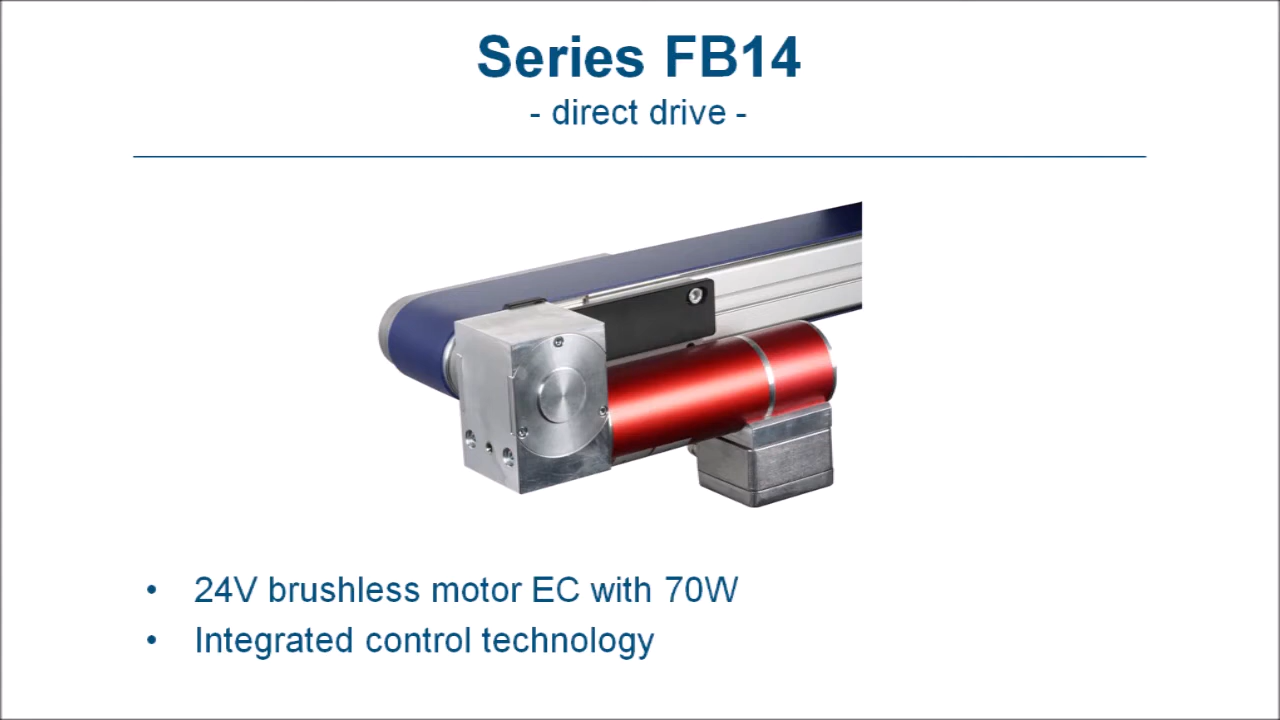 Series FB14
- direct drive -
• 24V brushless motor EC with 70W
• Integrated control technology